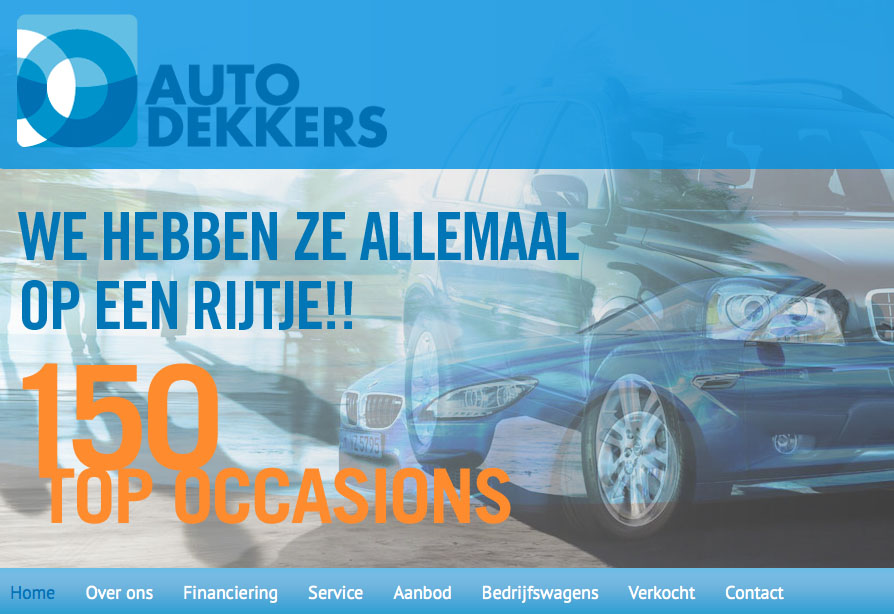 AUTO
DEKKERS
WE HEBBEN ZE ALLEMAAL
OP EEN RIJTJE!!
150
TOP OCCASIONS
Home Over ons Financiering Service Aanbod Bedrijfswagens Verkocht Contact